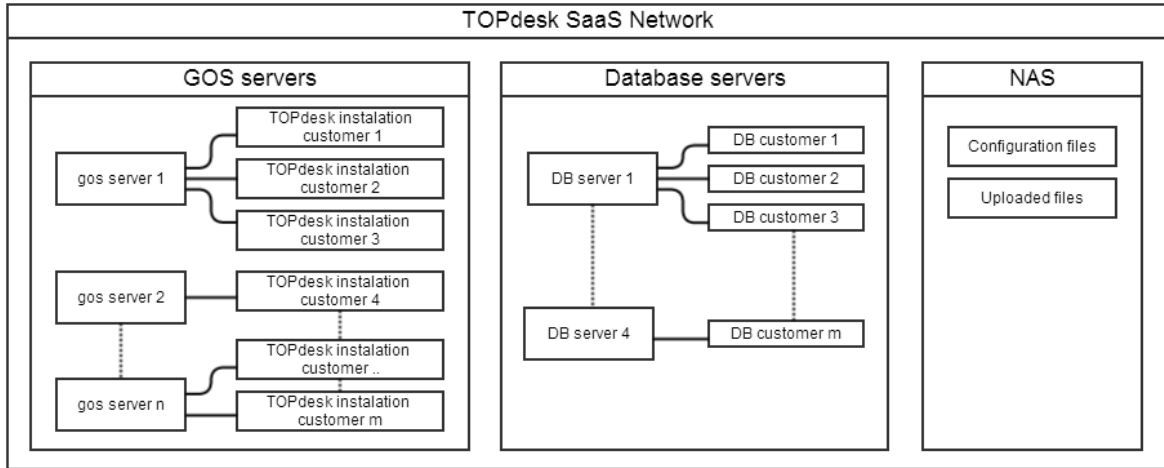 TOPdesk SaaS Network
GOS servers
gos server 1
TOPdesk instalation
customer 1
TOPdesk instalation
customer 2
TOPdesk instalation
customer 3
gos server 2
TOPdesk instalation
customer 4
gos server n
TOPdesk instalation
customer ..
TOPdesk instalation
customer m
Database servers
DB server 1
DB customer 1
DB customer 2
DB customer 3
DB server 4
DB customer m
NAS
Configuration files
Uploaded files